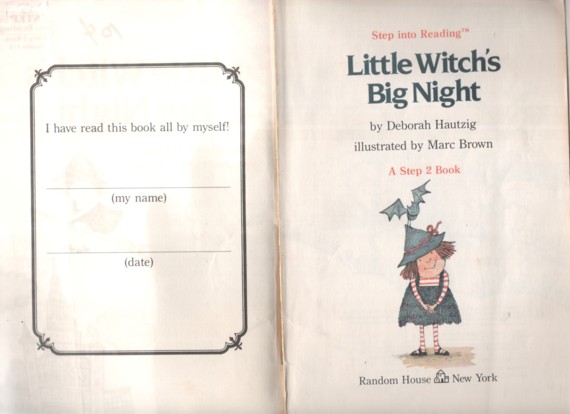 I have read this book all by myself!
(my name)
(date)
Step into Reading™
Little Witch's
Big Night
by Deborah Hautzig
illustrated by Marc Brown
A Step 2 Book
Random House New York